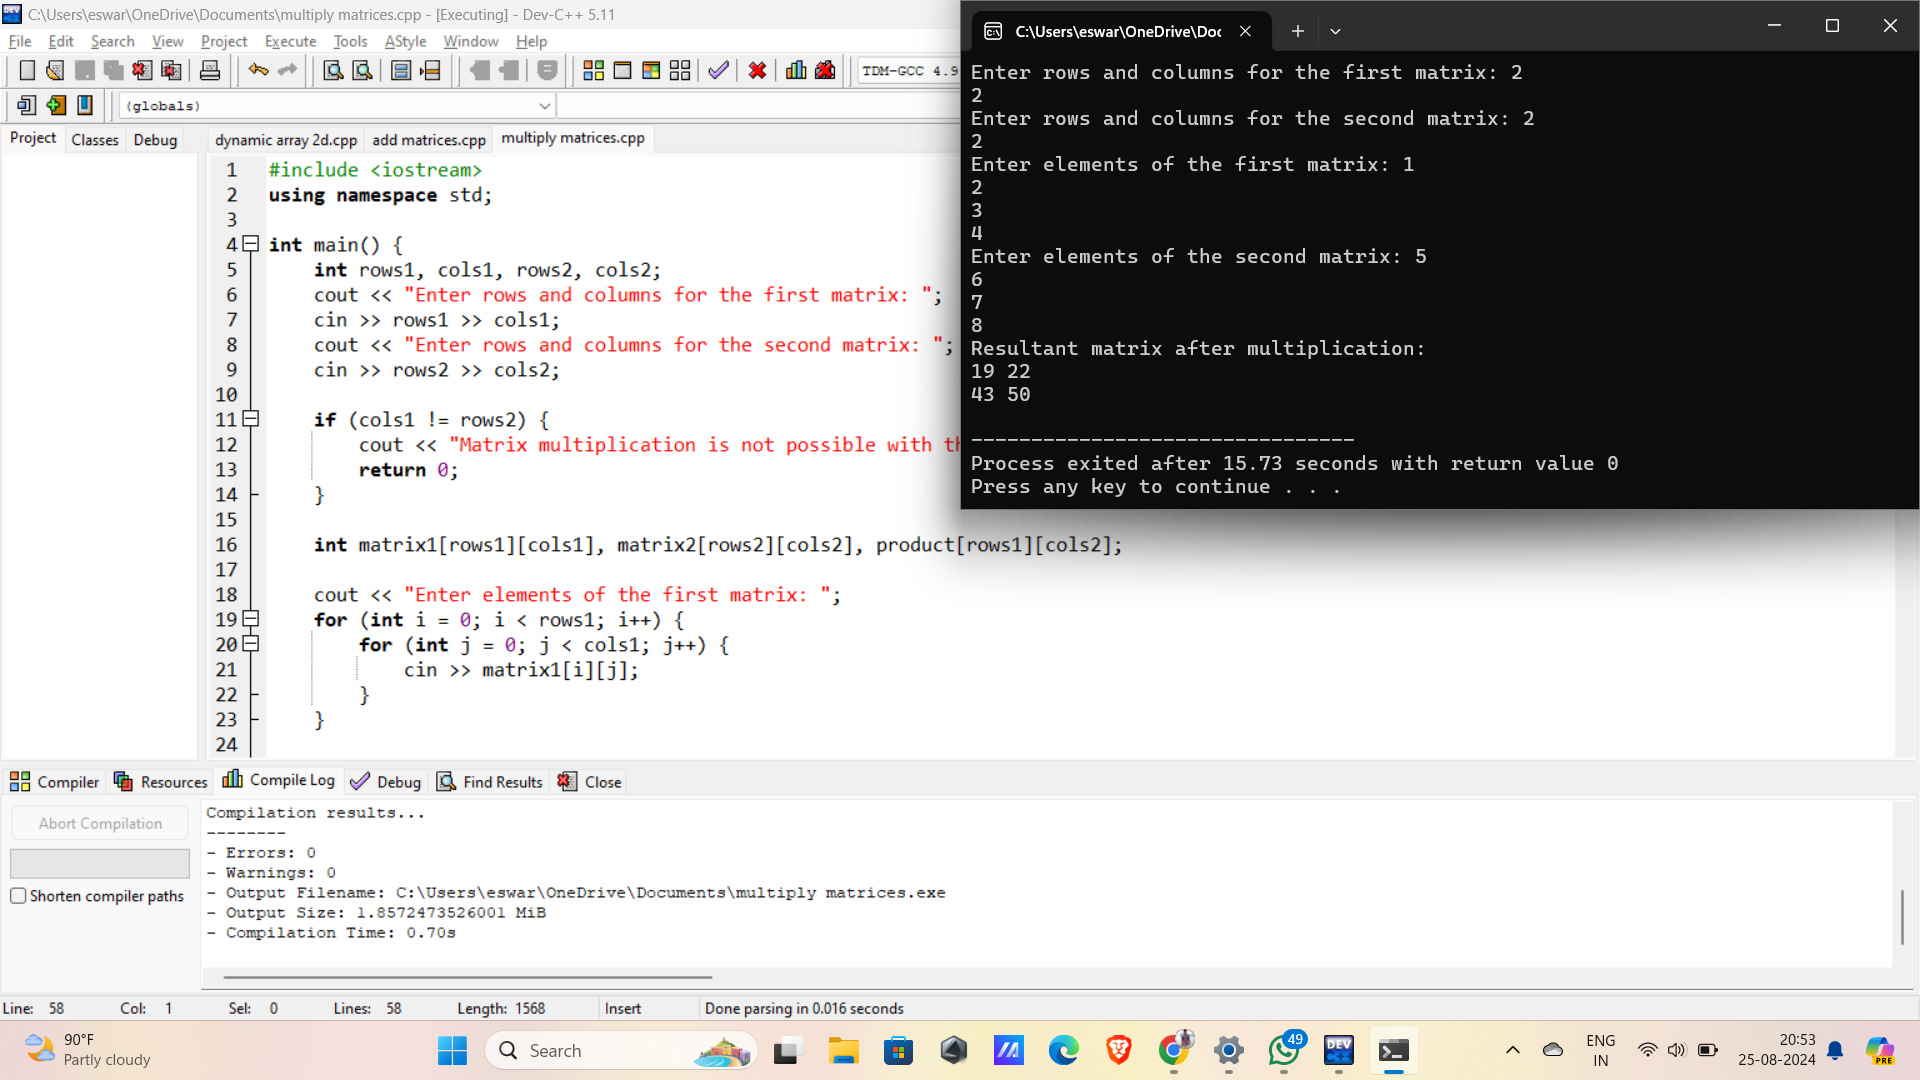 C:\Users\eswar\OneDrive\Documents\multiply matrices.cpp - [Executing] - Dev-C++ 5.11
File Edit Search View Project Execute Tools AStyle Window Help
TDM-GCC 4.9
(globals)
Project Classes Debug
dynamic array 2d.cpp add matrices.cpp multiply matrices.cpp
1 #include <iostream>
2 using namespace std;
3
4 int main() {
5 int rows1, cols1, rows2, cols2;
6 cout << "Enter rows and columns for the first matrix: ";
7 cin >> rows1 >> cols1;
8 cout << "Enter rows and columns for the second matrix: ";
9 cin >> rows2 >> cols2;
10
11 if (cols1 != rows2) {
12 cout << "Matrix multiplication is not possible with th
13 return 0;
14 }
15
16 int matrix1[rows1][cols1], matrix2[rows2][cols2], product[rows1][cols2];
17
18 cout << "Enter elements of the first matrix: ";
19 for (int i = 0; i < rows1; i++) {
20 for (int j = 0; j < cols1; j++) {
21 cin >> matrix1[i][j];
22 }
23 }
24
C:\Users\eswar\OneDrive\Doc
Enter rows and columns for the first matrix: 2
2
Enter rows and columns for the second matrix: 2
2
Enter elements of the first matrix: 1
2
3
4
Enter elements of the second matrix: 5
6
7
8
Resultant matrix after multiplication:
19 22
43 50
--------------------------------
Process exited after 15.73 seconds with return value 0
Press any key to continue . . .
Compiler Resources Compile Log Debug Find Results Close
Abort Compilation
Shorten compiler paths
Compilation results...
--------
- Errors: 0
- Warnings: 0
- Output Filename: C:\Users\eswar\OneDrive\Documents\multiply matrices.exe
- Output Size: 1.8572473526001 MiB
- Compilation Time: 0.70s
Line: 58 Col: 1 Sel: 0 Lines: 58 Length: 1568 Insert Done parsing in 0.016 seconds
90°F
Partly cloudy
Search
49
DEV
C++
ENG
IN
20:53
25-08-2024
PRE